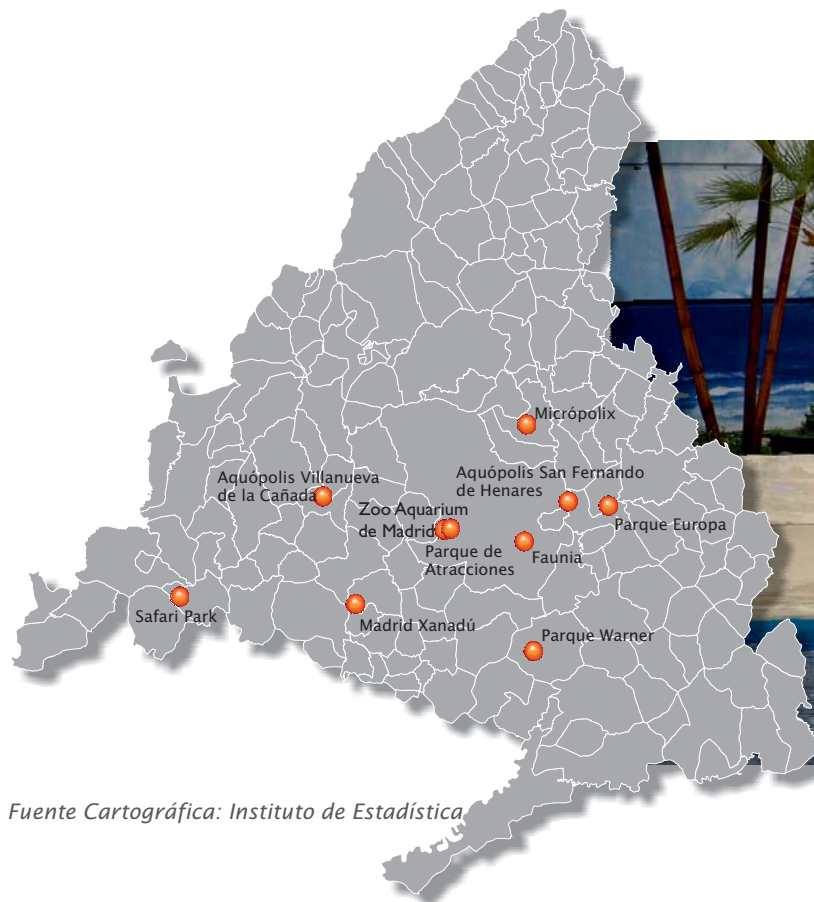 Micrópolix
Aquópolis Villanueva
de la Cañada
Aquópolis San Fernando
de Henares
Zoo Aquarium
de Madrid
Parque Europa
Parque de
Atracciones
Faunia
Safari Park
Madrid Xanadú
Parque Warner
Fuente Cartográfica: Instituto de Estadística